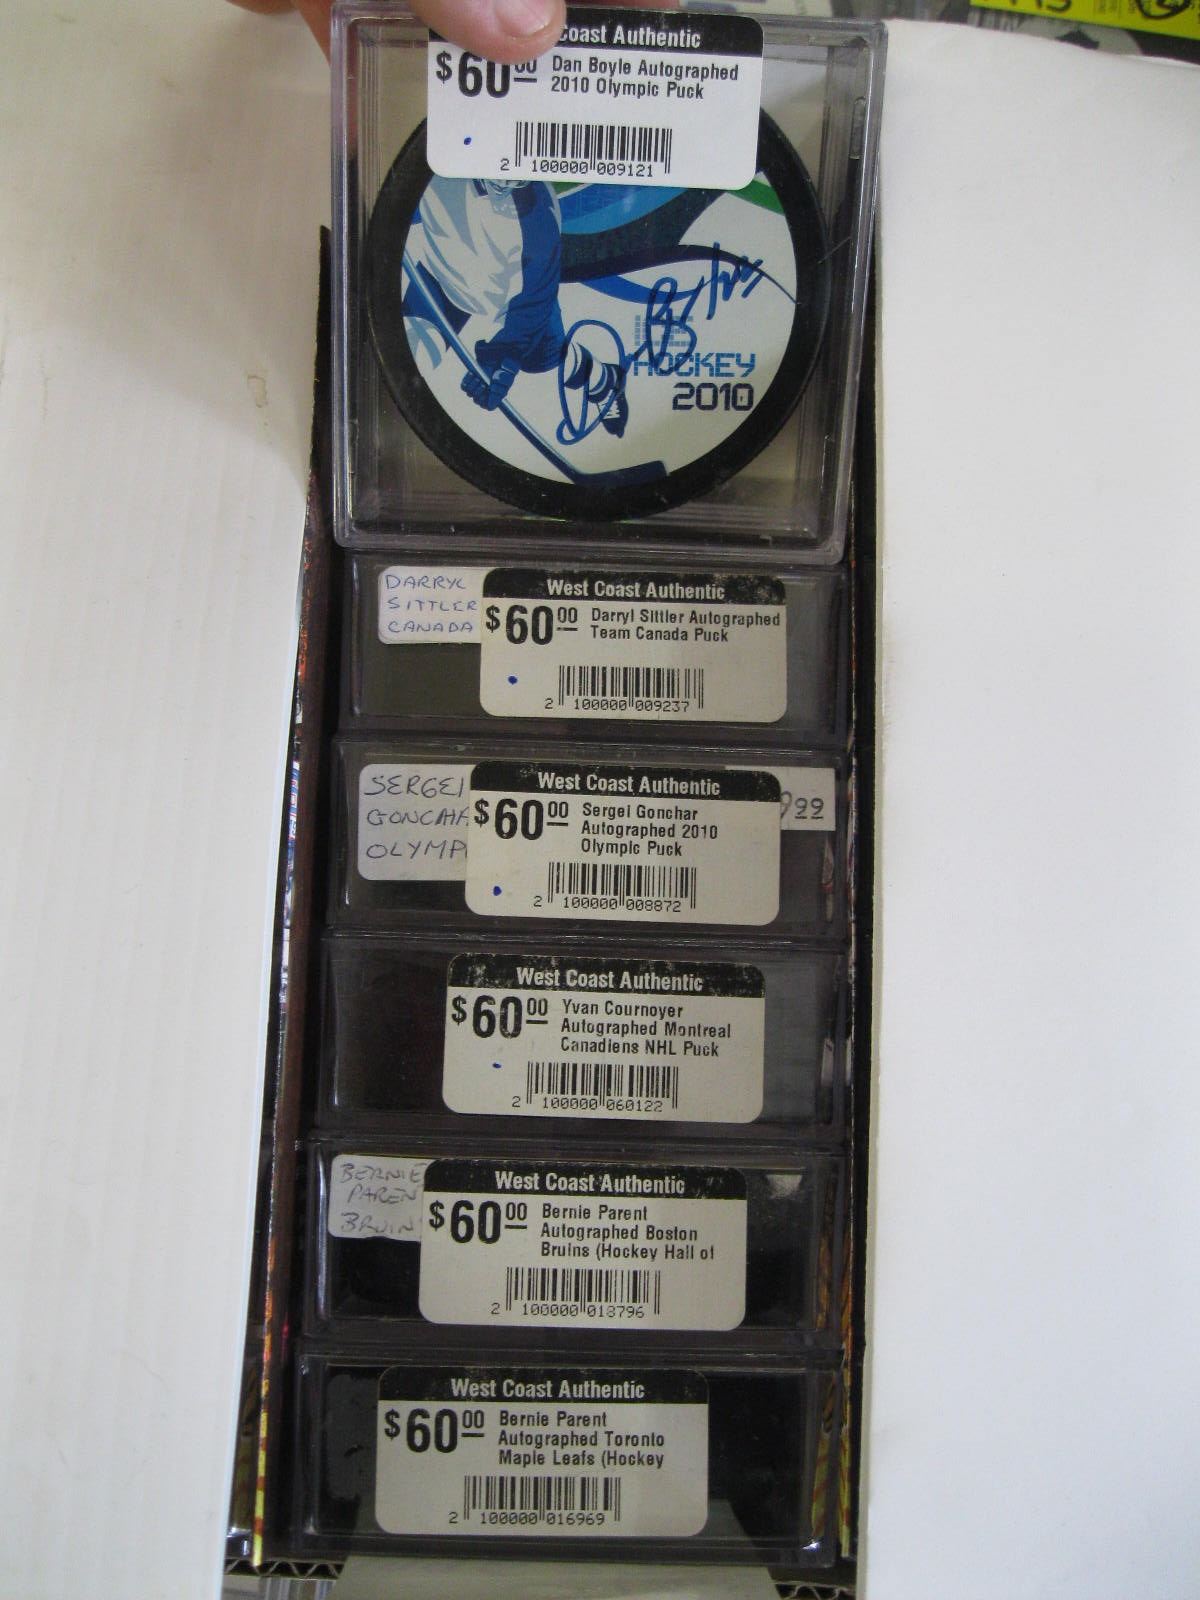 Coast Authentic
$60 00 Dan Boyle Autographed
2010 Olympic Puck
2 100000 009121
HOCKEY
2010
DARRYL
SITTLER
CANADA
West Coast Authentic
$60 00 Darryl Sittler Autographed
Team Canada Puck
2 100000 009237
SERGEI
GONCHA
OLYMPI
West Coast Authentic
$60 00 Sergei Gonchar
Autographed 2010
Olympic Puck
2 100000 008872
West Coast Authentic
$60 00 Yvan Cournoyer
Autographed Montreal
Canadiens NHL Puck
2 100000 060122
BERNIE
PAREN
BRUIN
West Coast Authentic
$60 00 Bernie Parent
Autographed Boston
Bruins (Hockey Hall of
2 100000 018796
West Coast Authentic
$60 00 Bernie Parent
Autographed Toronto
Maple Leafs (Hockey
2 100000 016969